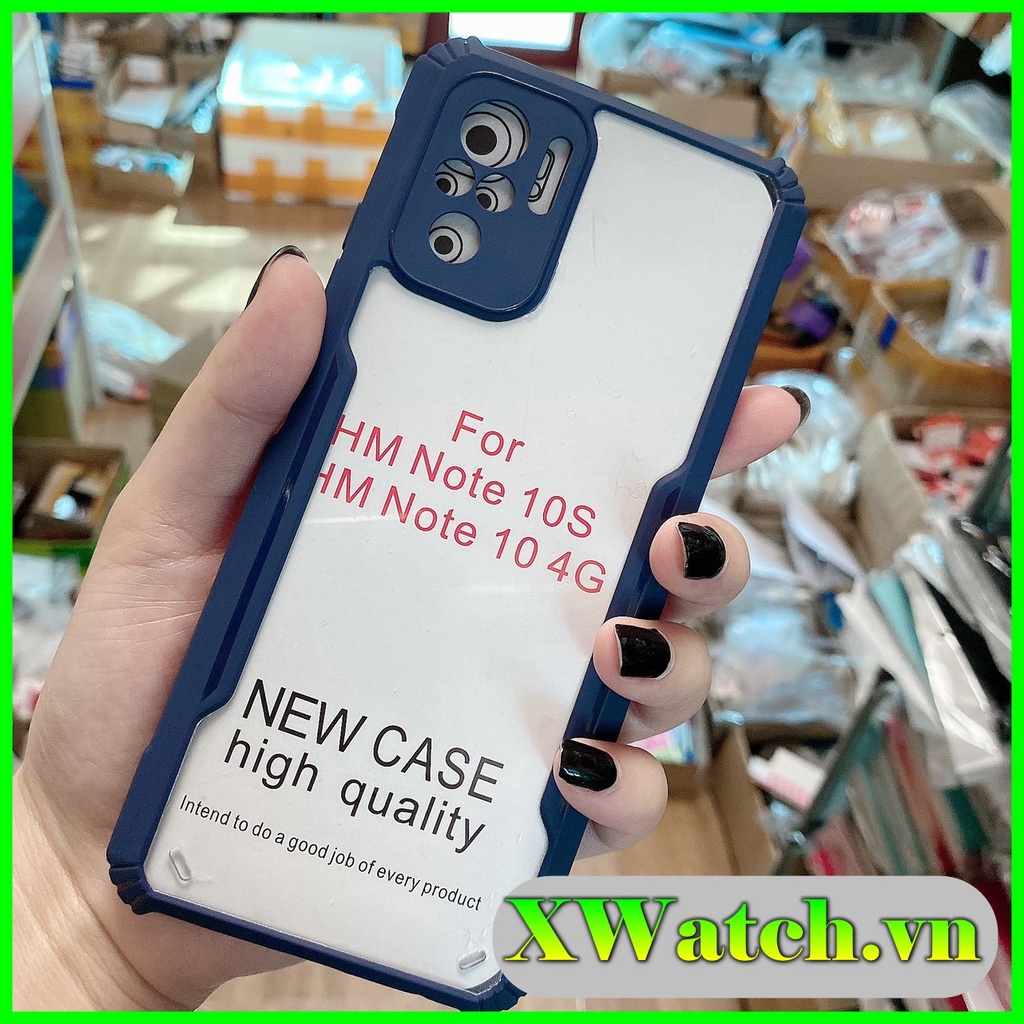 For
HM Note 10S
HM Note 10 4G
NEW CASE
high quality
Intend to do a good job of every product
XWatch.vn